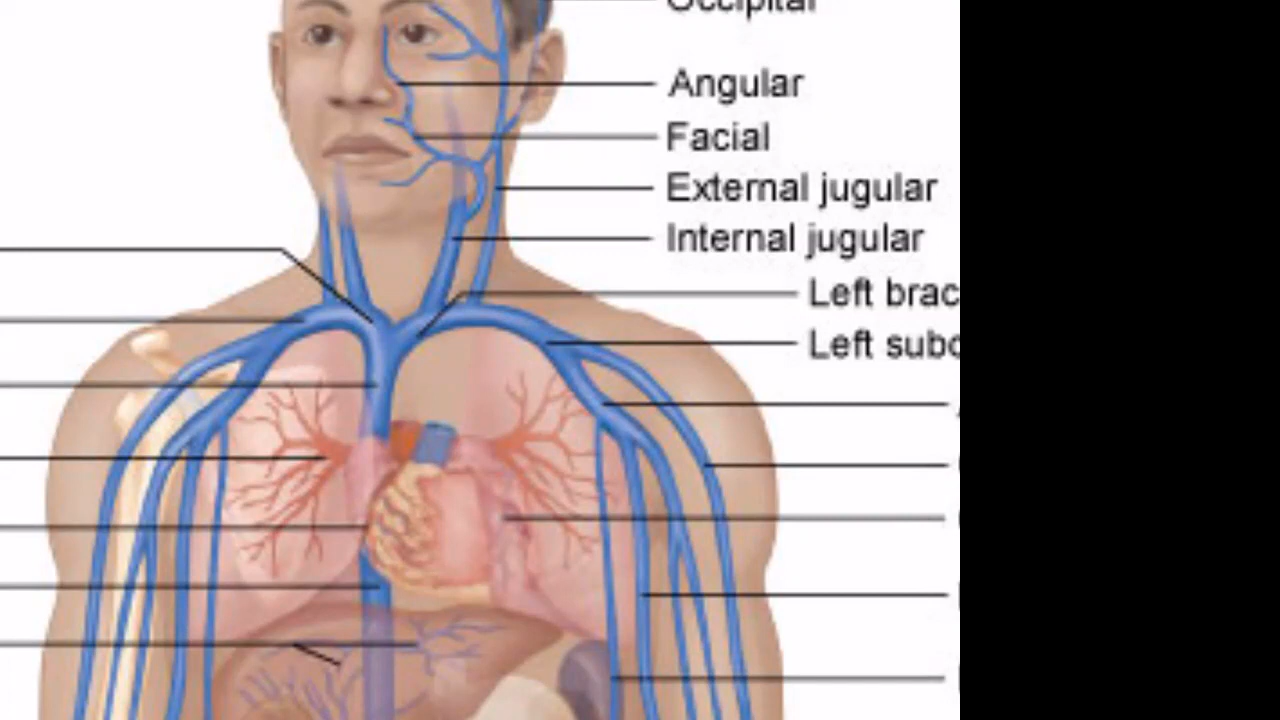 Occipital
Angular
Facial
External jugular
Internal jugular
Left brac
Left subc